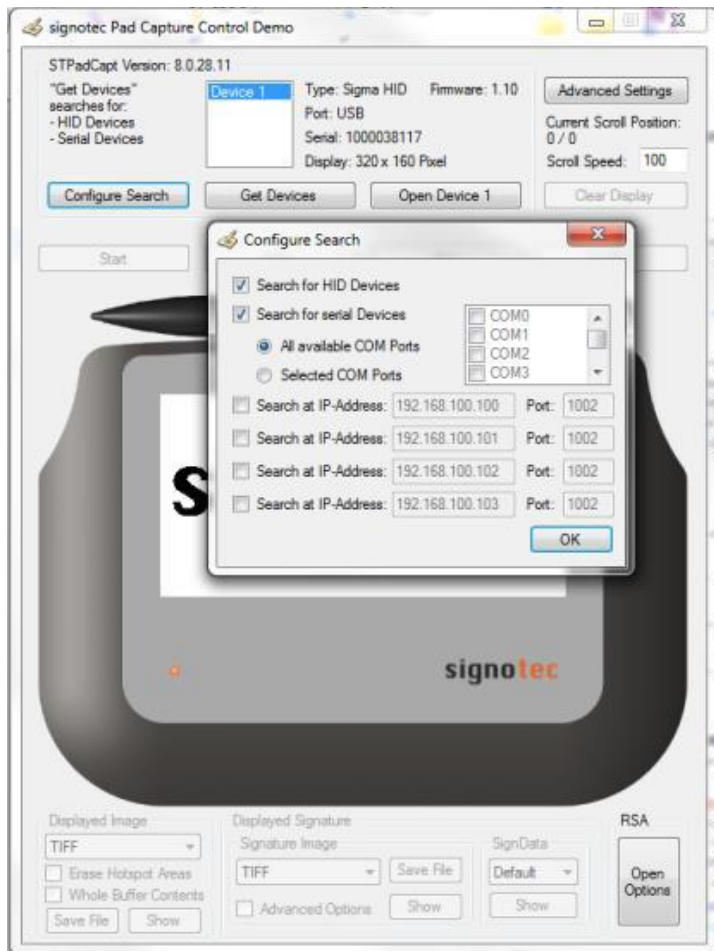 signotec Pad Capture Control Demo
STPadCapt Version: 8.0.28.11
"Get Devices"
searches for:
- HID Devices
- Serial Devices
Device 1
Type: Sigma HID Firmware: 1.10
Port: USB
Serial: 1000038117
Display: 320 x 160 Pixel
Advanced Settings
Current Scroll Position:
0 / 0
Scroll Speed: 100
Configure Search Get Devices Open Device 1 Clear Display
Start
Configure Search
Search for HID Devices
Search for serial Devices
COM0
COM1
COM2
COM3
All available COM Ports
Selected COM Ports
Search at IP-Address: 192.168.100.100 Port: 1002
Search at IP-Address: 192.168.100.101 Port: 1002
Search at IP-Address: 192.168.100.102 Port: 1002
Search at IP-Address: 192.168.100.103 Port: 1002
OK
s
signotec
Displayed Image
TIFF
Erase Hotspot Areas
Whole Buffer Contents
Save File Show
Displayed Signature
Signature Image
TIFF Save File
Advanced Options Show
SignData
Default
Show
RSA
Open
Options